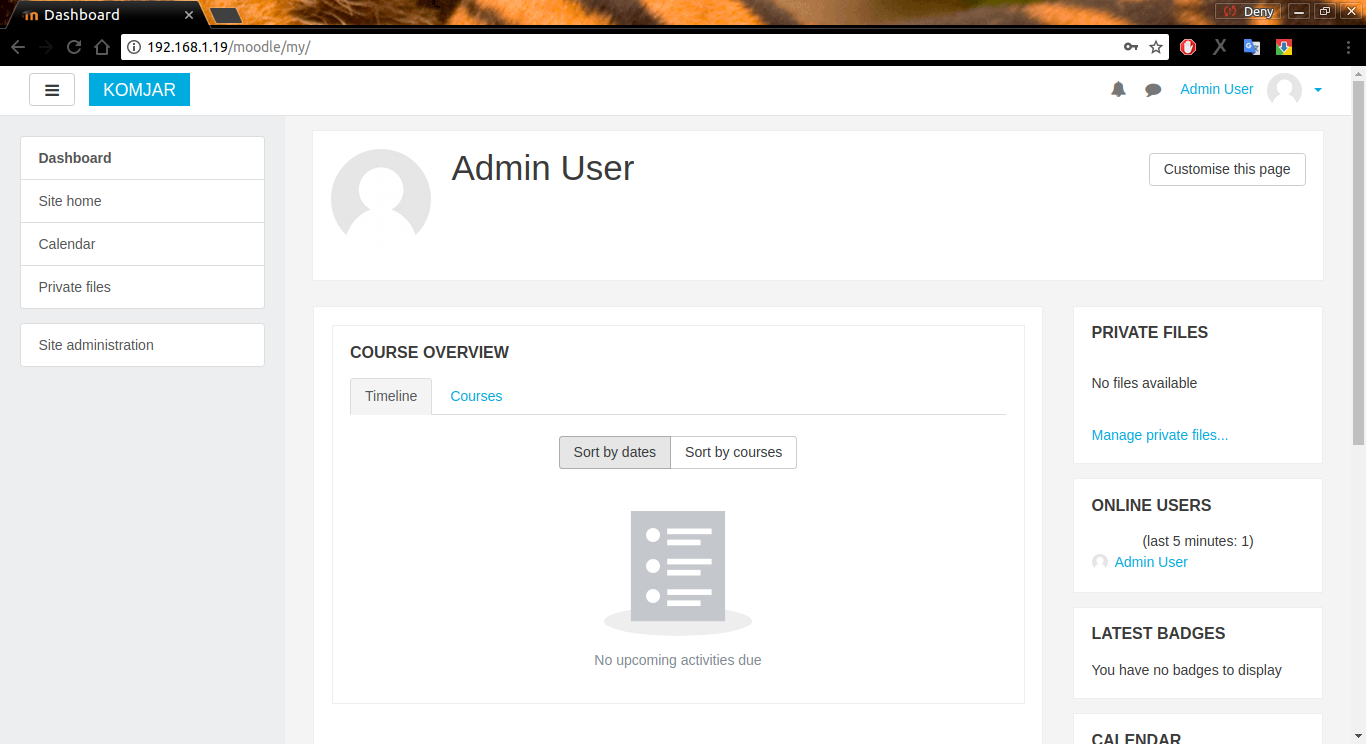 Dashboard
Deny
192.168.1.19/moodle/my/
KOMJAR
Admin User
Dashboard
Site home
Calendar
Private files
Site administration
Admin User
Customise this page
COURSE OVERVIEW
Timeline
Courses
Sort by dates
Sort by courses
No upcoming activities due
PRIVATE FILES
No files available
Manage private files...
ONLINE USERS
(last 5 minutes: 1)
Admin User
LATEST BADGES
You have no badges to display
CALENDAR